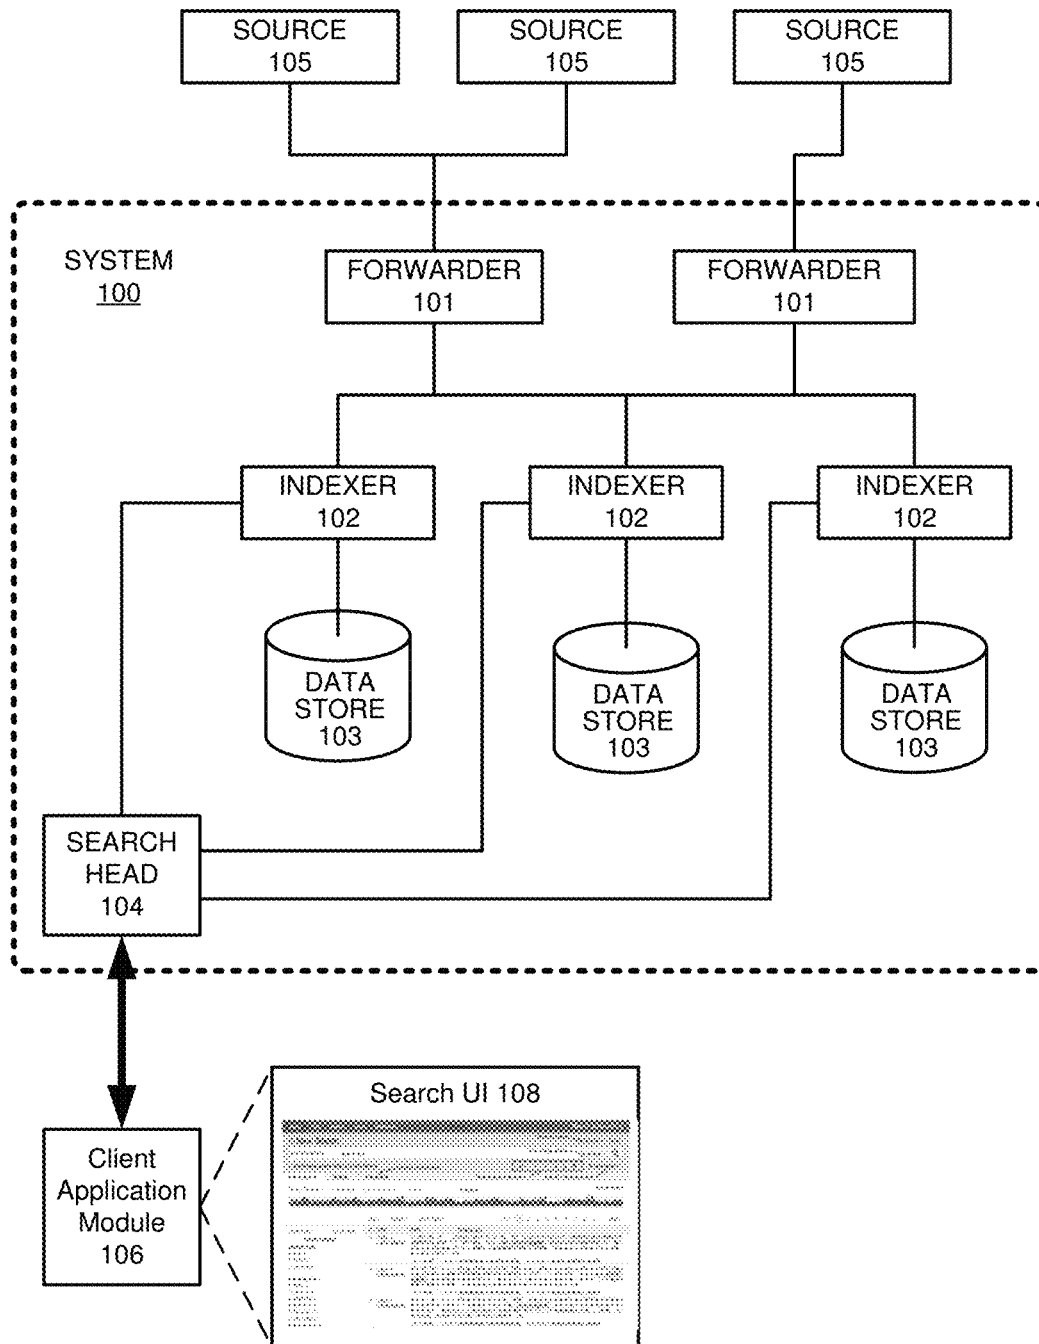 SOURCE
105
SOURCE
105
SOURCE
105
SYSTEM
100
FORWARDER
101
FORWARDER
101
INDEXER
102
INDEXER
102
INDEXER
102
DATA
STORE
103
DATA
STORE
103
DATA
STORE
103
SEARCH
HEAD
104
Search UI 108
Client
Application
Module
106